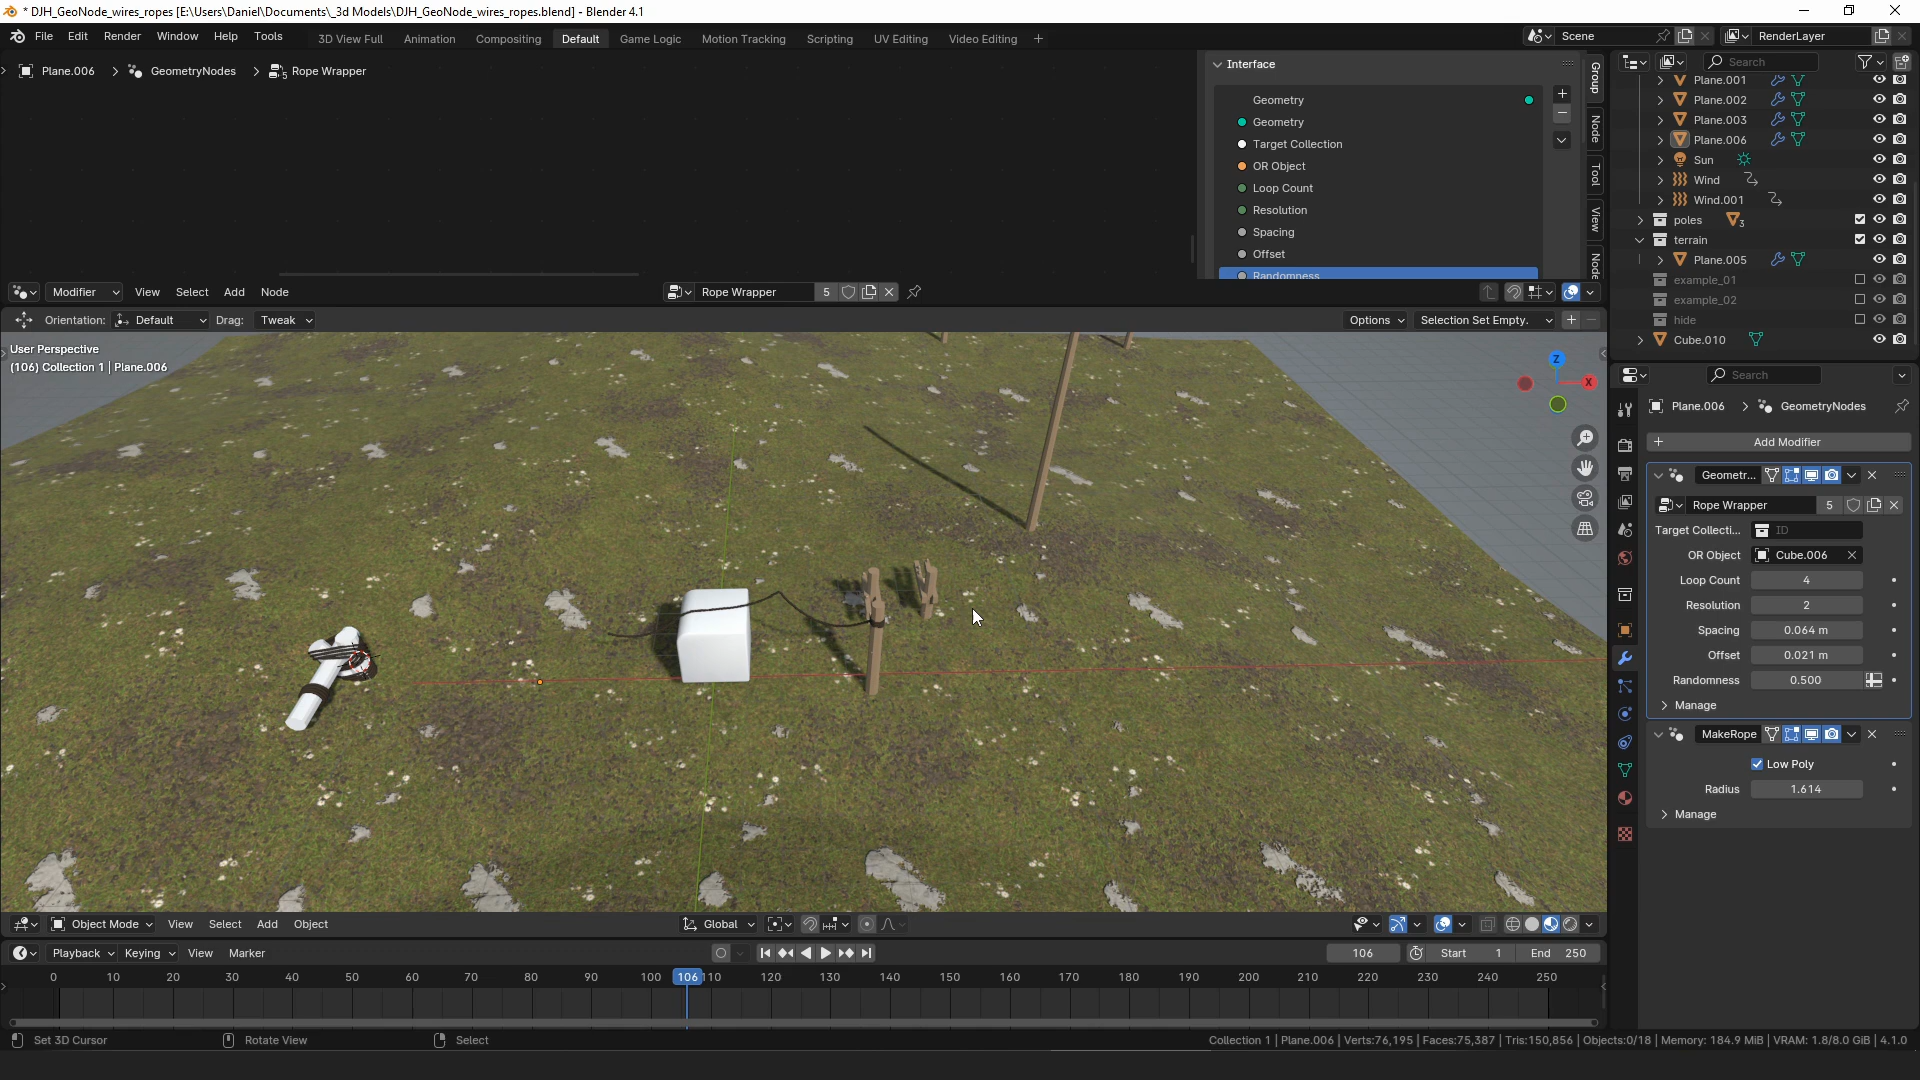 * DJH_GeoNode_wires_ropes [E:\Users\Daniel\Documents\_3d Models\DJH_GeoNode_wires_ropes.blend] - Blender 4.1
File Edit Render Window Help Tools 3D View Full Animation Compositing Default Game Logic Motion Tracking Scripting UV Editing Video Editing +
Scene RenderLayer
Plane.006 > GeometryNodes > 5 Rope Wrapper
Interface
Geometry
Geometry
Target Collection
OR Object
Loop Count
Resolution
Spacing
Offset
Randomness
Group
Node
Tool
View
Node
Search
Plane.001
Plane.002
Plane.003
Plane.006
Sun
Wind
Wind.001
poles 3
terrain
Plane.005
example_01
example_02
hide
Cube.010
Modifier View Select Add Node Rope Wrapper 5
Orientation: Default Drag: Tweak Options Selection Set Empty.
User Perspective
(106) Collection 1 | Plane.006
Z
X
Search
Plane.006 > GeometryNodes
+ Add Modifier
Geometr...
Rope Wrapper 5
Target Collecti... ID
OR Object Cube.006
Loop Count 4
Resolution 2
Spacing 0.064 m
Offset 0.021 m
Randomness 0.500
Manage
MakeRope
Low Poly
Radius 1.614
Manage
Object Mode View Select Add Object Global
Playback Keying View Marker 106 Start 1 End 250
0 10 20 30 40 50 60 70 80 90 100 106 110 120 130 140 150 160 170 180 190 200 210 220 230 240 250
Set 3D Cursor Rotate View Select Collection 1 | Plane.006 | Verts:76,195 | Faces:75,387 | Tris:150,856 | Objects:0/18 | Memory: 184.9 MiB | VRAM: 1.8/8.0 GiB | 4.1.0